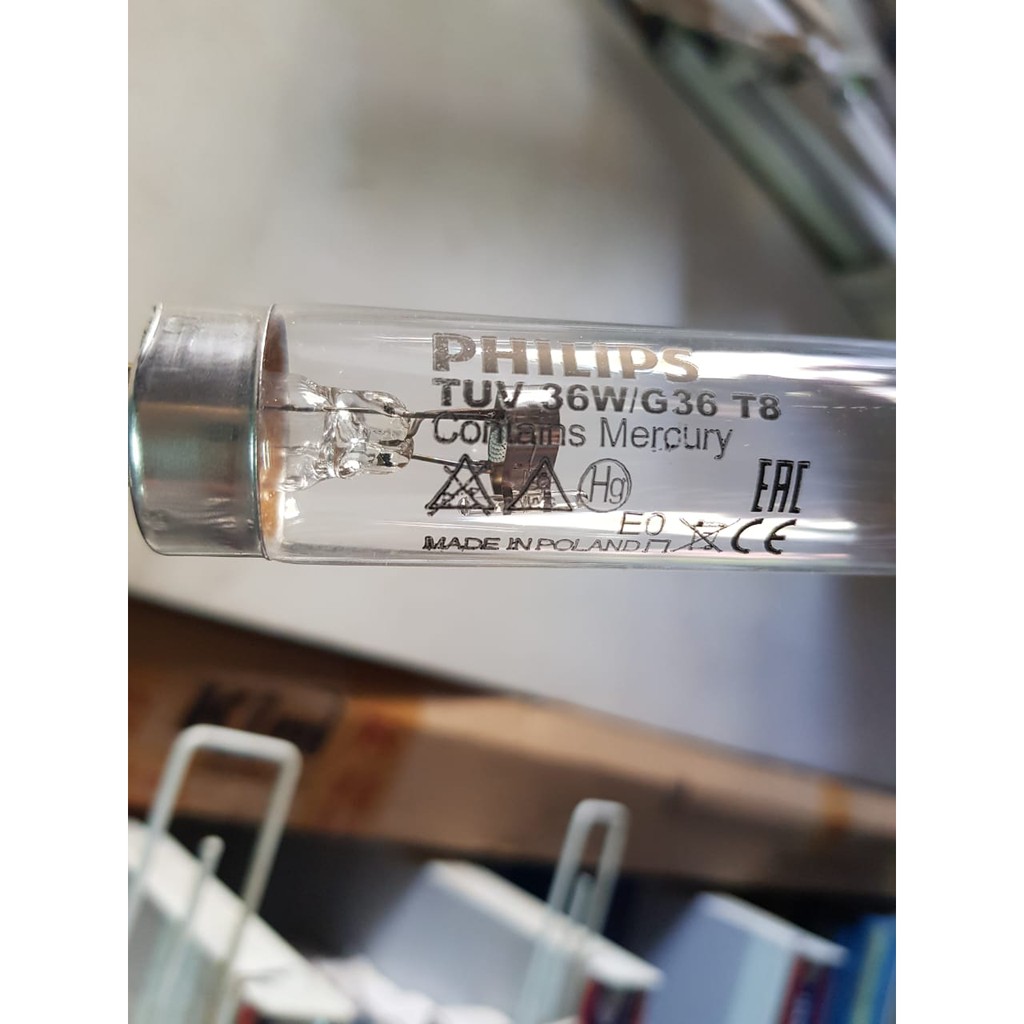 PHILIPS
TUV 36W/G36 T8
Contains Mercury
Hg
EAC
E0
MADE IN POLAND
CE